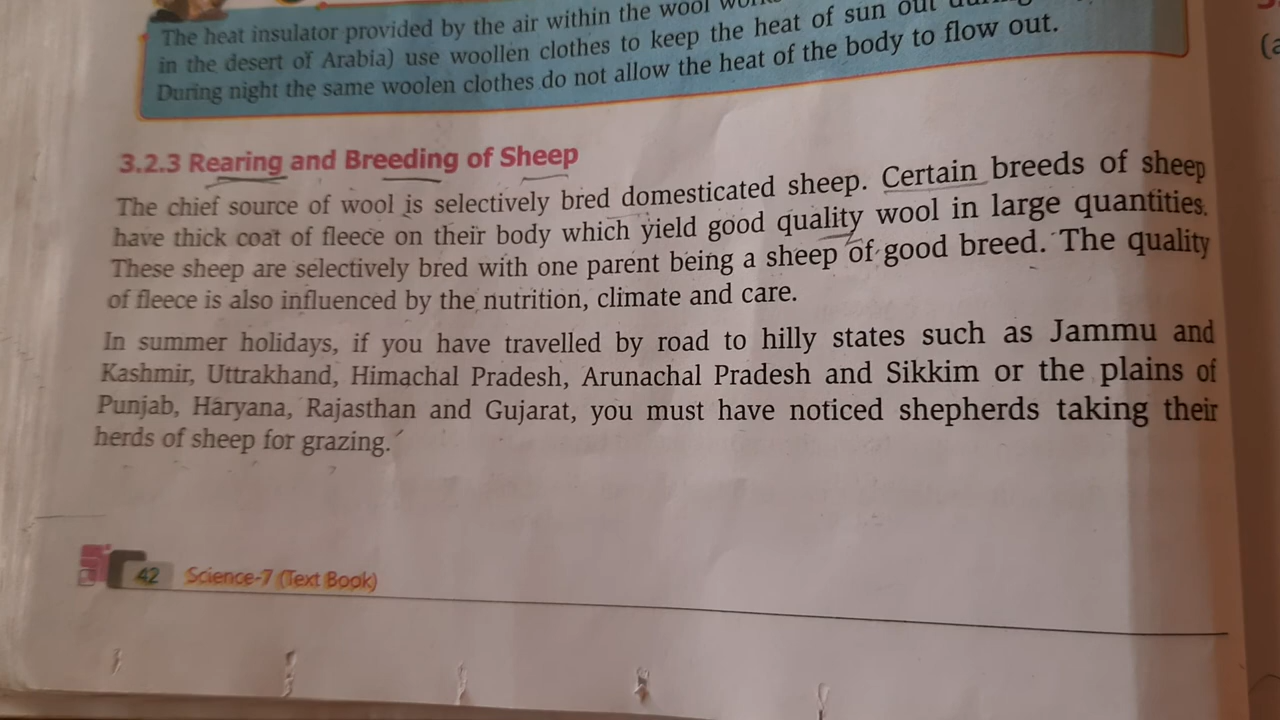 The heat insulator provided by the air within the wool
in the desert of Arabia) use woollen clothes to keep the heat of sun out
During night the same woolen clothes do not allow the heat of the body to flow out.
3.2.3 Rearing and Breeding of Sheep
The chief source of wool is selectively bred domesticated sheep. Certain breeds of sheep
have thick coat of fleece on their body which yield good quality wool in large quantities.
These sheep are selectively bred with one parent being a sheep of good breed. The quality
of fleece is also influenced by the nutrition, climate and care.
In summer holidays, if you have travelled by road to hilly states such as Jammu and
Kashmir, Uttrakhand, Himachal Pradesh, Arunachal Pradesh and Sikkim or the plains of
Punjab, Haryana, Rajasthan and Gujarat, you must have noticed shepherds taking their
herds of sheep for grazing.
42 Science-7 (Text Book)